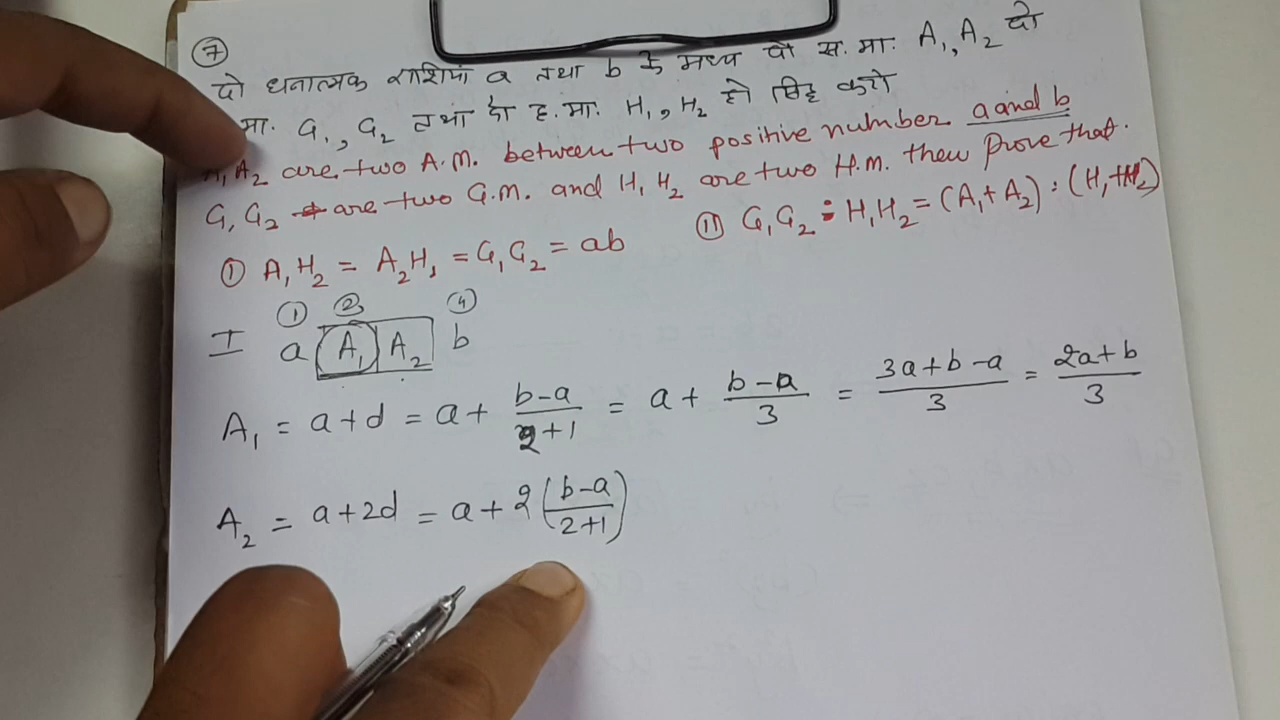 ⑦
दो धनात्मक राशियां a तथा b के मध्य दो स.मा. A₁, A₂ दो
मा. G₁, G₂ तथा दो ह.मा. H₁, H₂ हो सिद्ध करो
A₁, A₂ are two A.M. between two positive number a and b
G₁ G₂ are two G.M. and H₁ H₂ are two H.M. then Prove that.
① A₁H₂ = A₂H₁ = G₁G₂ = ab ⑪ G₁G₂ : H₁H₂ = (A₁+A₂) : (H₁+H₂)
① ② ④
I a A₁ A₂ b
A₁ = a+d = a + (b-a)/(2+1) = a + (b-a)/3 = (3a+b-a)/3 = (2a+b)/3
A₂ = a+2d = a+2((b-a)/(2+1))